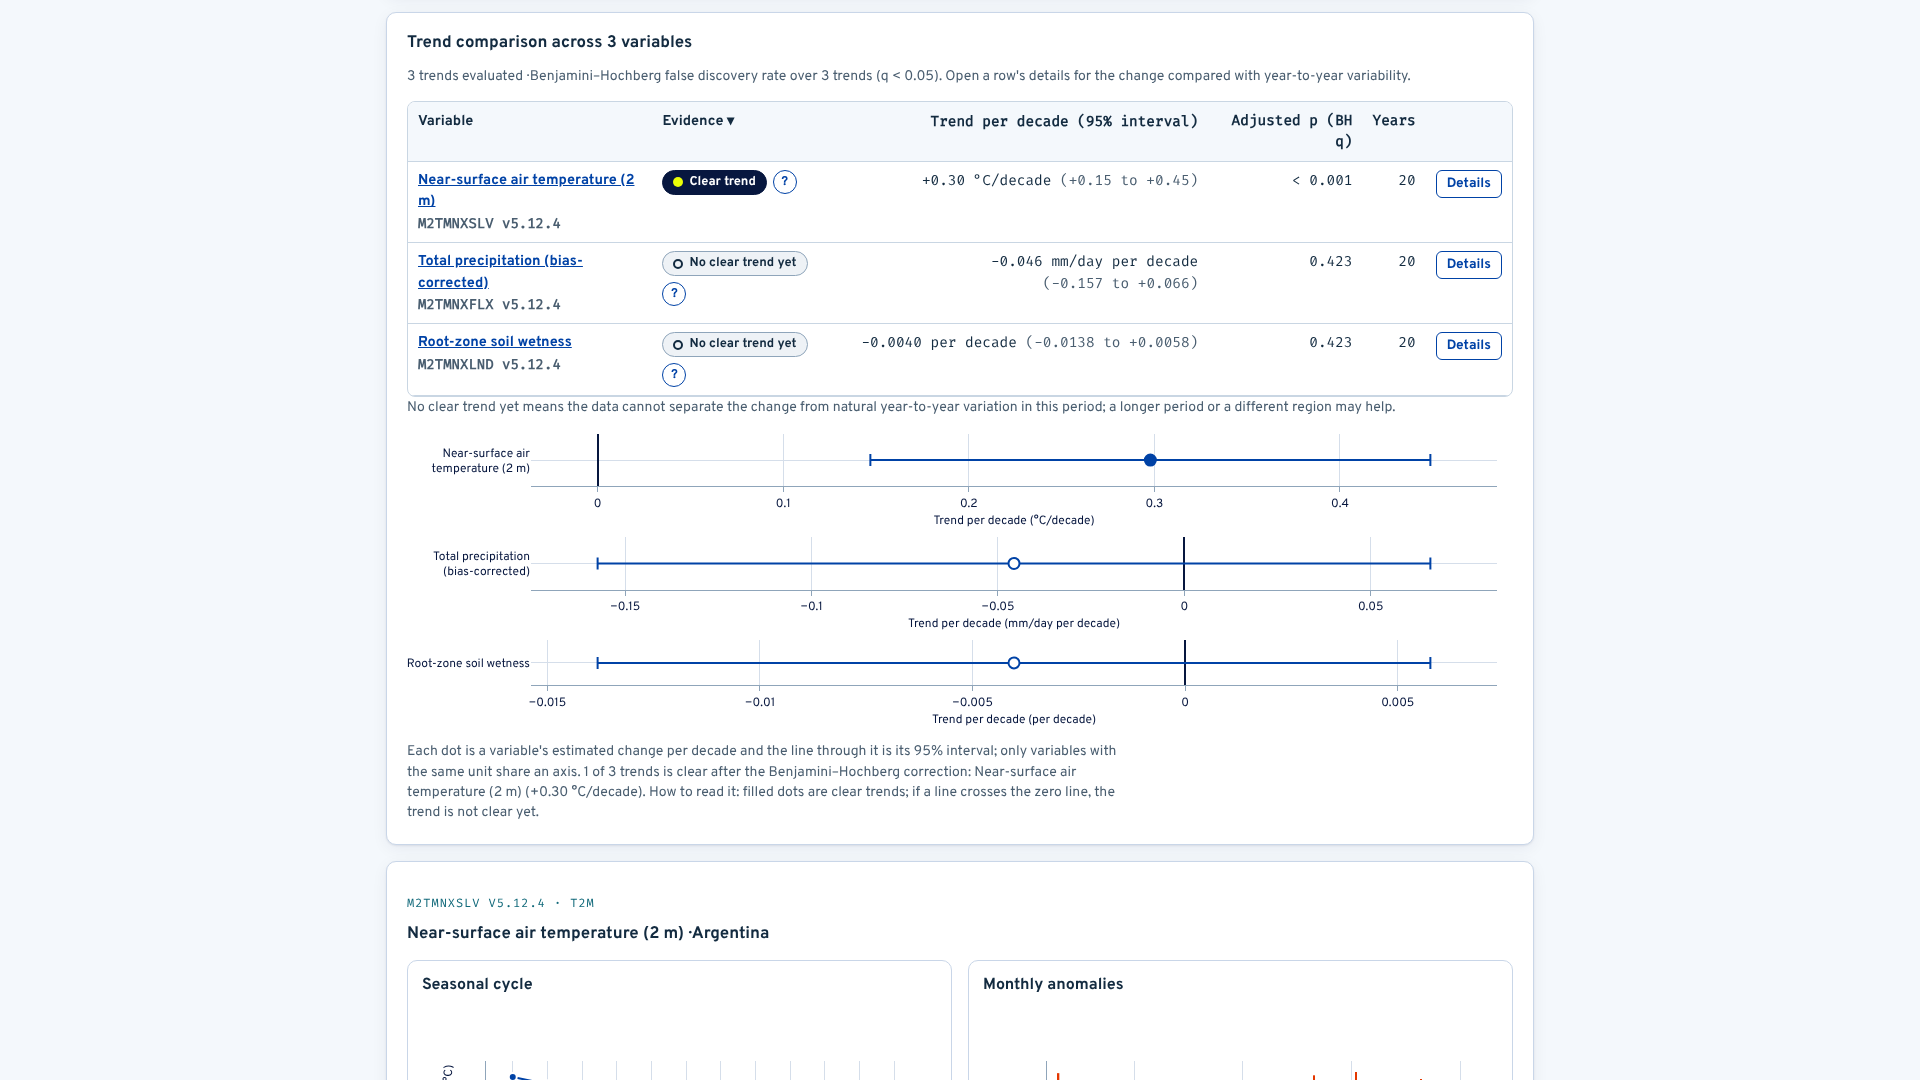 Trend comparison across 3 variables
3 trends evaluated ·Benjamini–Hochberg false discovery rate over 3 trends (q < 0.05). Open a row's details for the change compared with year-to-year variability.
Variable Evidence ▾ Trend per decade (95% interval) Adjusted p (BH q) Years
Near-surface air temperature (2 m)
M2TMNXSLV v5.12.4
Clear trend ? +0.30 °C/decade (+0.15 to +0.45) < 0.001 20 Details
Total precipitation (bias-corrected)
M2TMNXFLX v5.12.4
No clear trend yet ? −0.046 mm/day per decade (−0.157 to +0.066) 0.423 20 Details
Root-zone soil wetness
M2TMNXLND v5.12.4
No clear trend yet ? −0.0040 per decade (−0.0138 to +0.0058) 0.423 20 Details
No clear trend yet means the data cannot separate the change from natural year-to-year variation in this period; a longer period or a different region may help.
Near-surface air
temperature (2 m)
0 0.1 0.2 0.3 0.4
Trend per decade (°C/decade)
Total precipitation
(bias-corrected)
−0.15 −0.1 −0.05 0 0.05
Trend per decade (mm/day per decade)
Root-zone soil wetness
−0.015 −0.01 −0.005 0 0.005
Trend per decade (per decade)
Each dot is a variable's estimated change per decade and the line through it is its 95% interval; only variables with
the same unit share an axis. 1 of 3 trends is clear after the Benjamini–Hochberg correction: Near-surface air
temperature (2 m) (+0.30 °C/decade). How to read it: filled dots are clear trends; if a line crosses the zero line, the
trend is not clear yet.
M2TMNXSLV V5.12.4 · T2M
Near-surface air temperature (2 m) ·Argentina
Seasonal cycle
Monthly anomalies